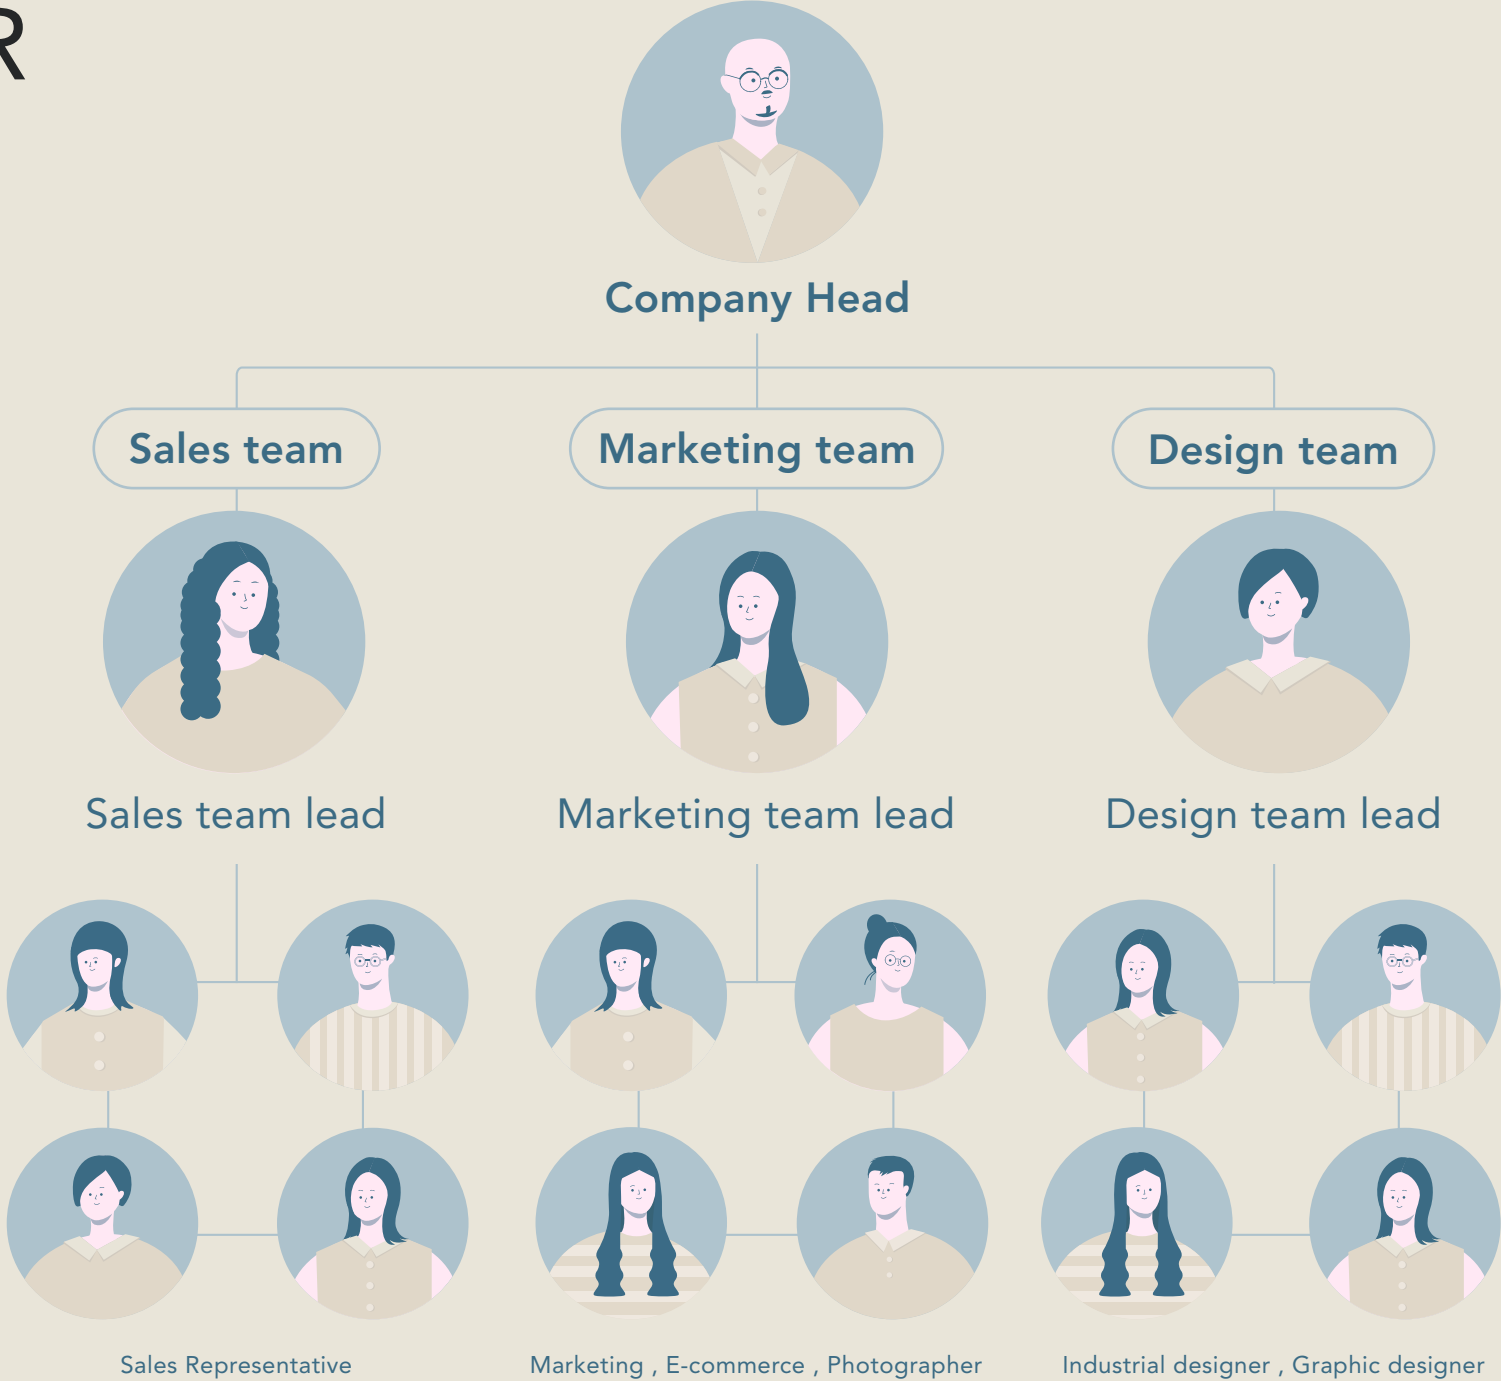 R
Company Head
Sales team
Marketing team
Design team
Sales team lead
Marketing team lead
Design team lead
Sales Representative
Marketing , E-commerce , Photographer
Industrial designer , Graphic designer